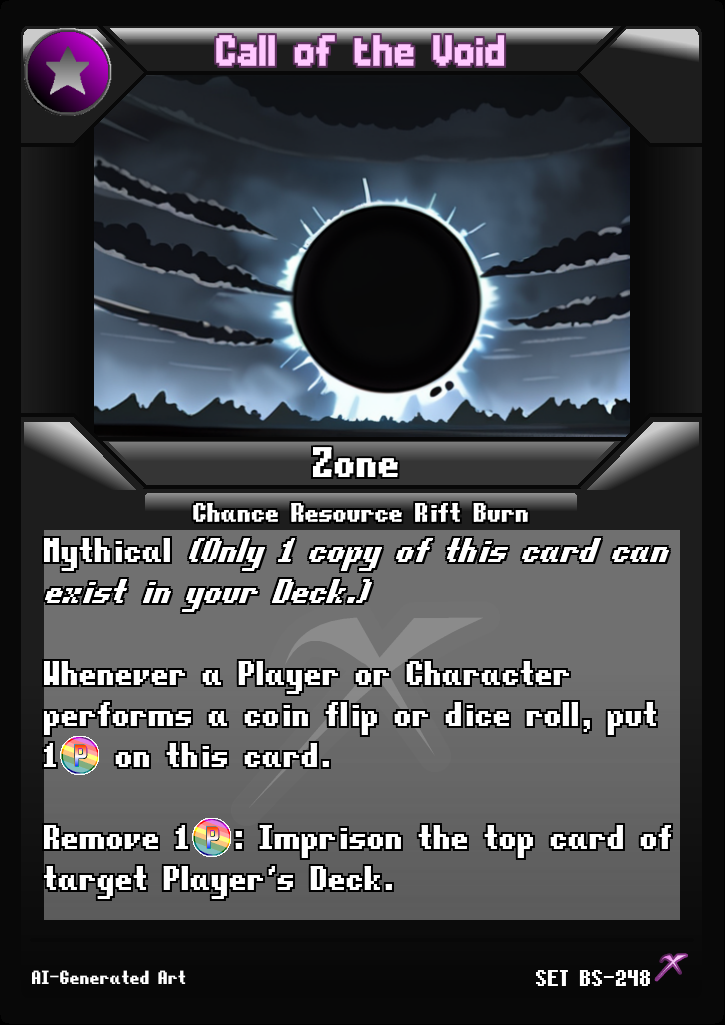 Call of the Void
Zone
Chance Resource Rift Burn
Mythical (Only 1 copy of this card can
exist in your Deck.)
Whenever a Player or Character
performs a coin flip or dice roll, put
1 P on this card.
Remove 1 P: Imprison the top card of
target Player's Deck.
AI-Generated Art
SET BS-248